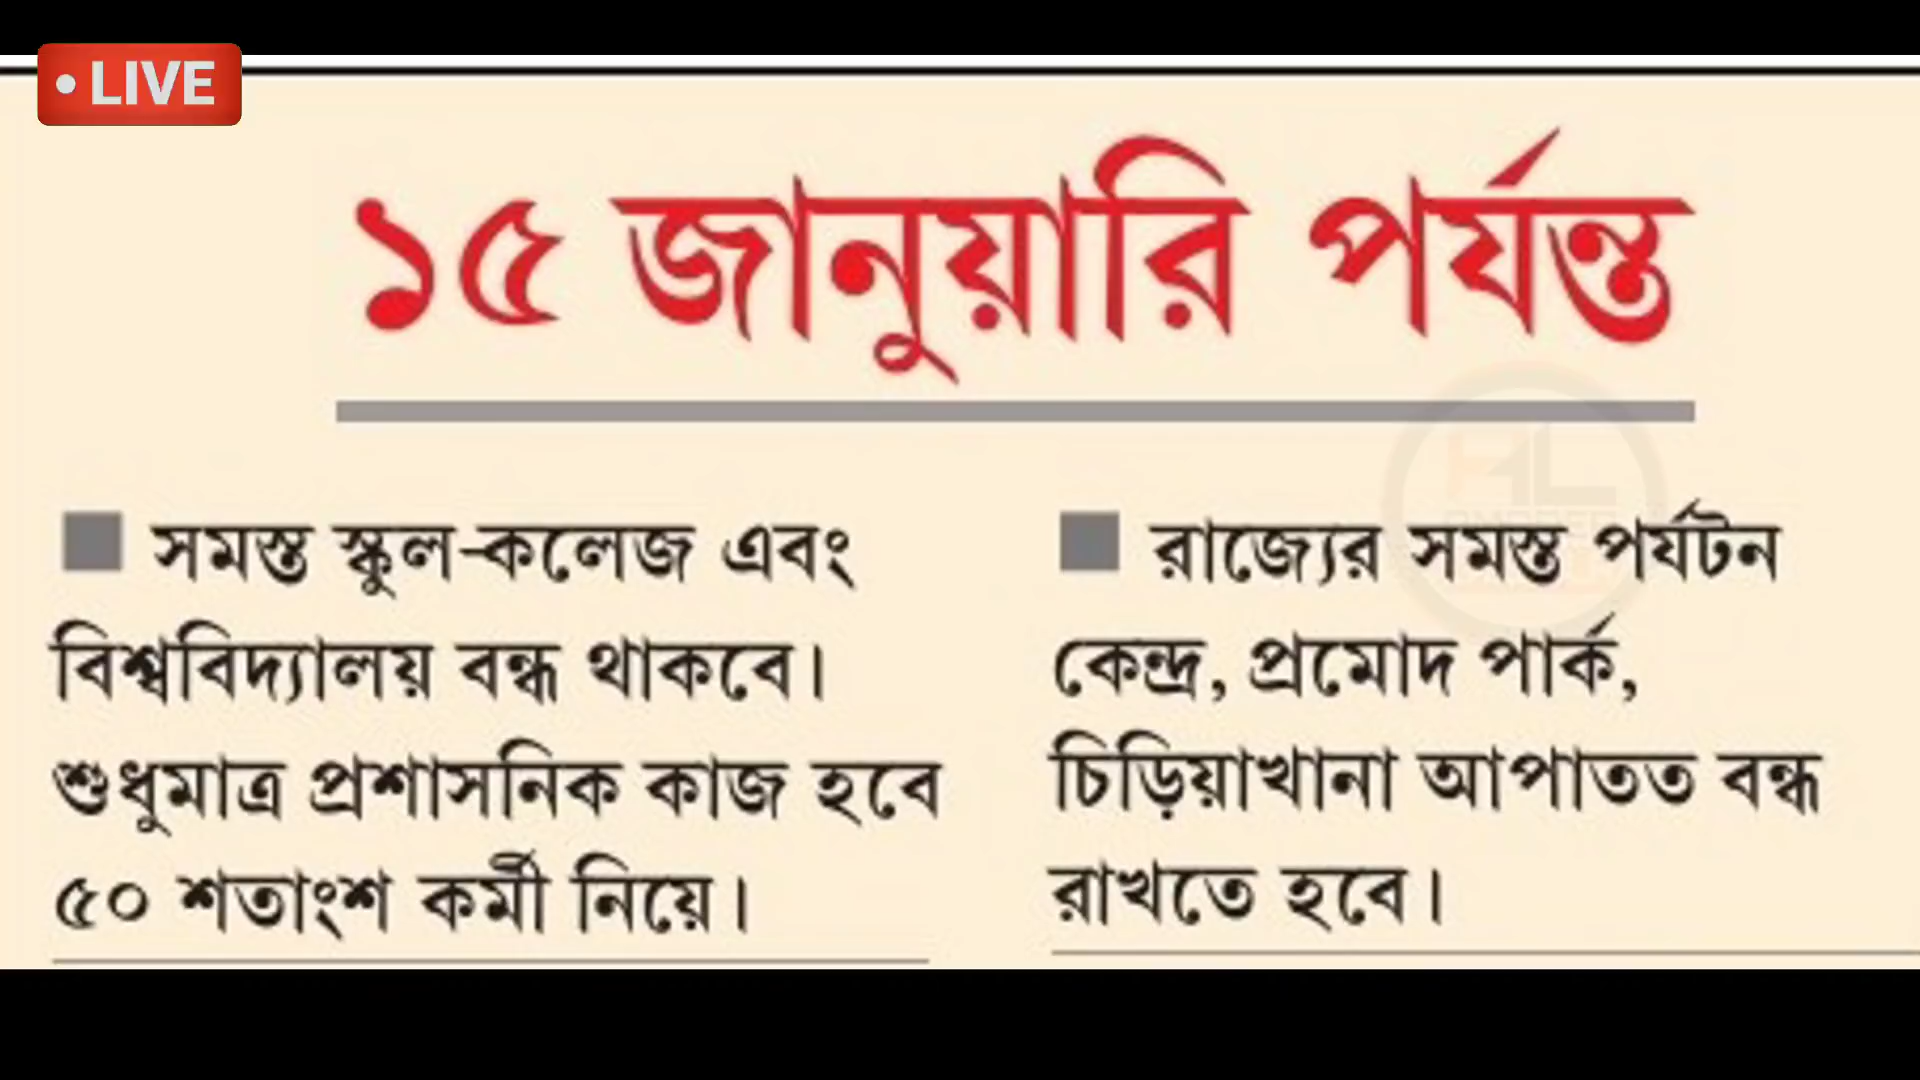 • LIVE
১৫ জানুয়ারি পর্যন্ত
■ সমস্ত স্কুল-কলেজ এবং
বিশ্ববিদ্যালয় বন্ধ থাকবে।
শুধুমাত্র প্রশাসনিক কাজ হবে
৫০ শতাংশ কর্মী নিয়ে।
■ রাজ্যের সমস্ত পর্যটন
কেন্দ্র, প্রমোদ পার্ক,
চিড়িয়াখানা আপাতত বন্ধ
রাখতে হবে।